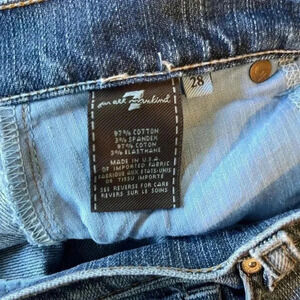 7
for all mankind
28
97% COTTON
3% SPANDEX
97% COTON
3% ELASTHANE
MADE IN U.S.A.
OF IMPORTED FABRIC
FABRIQUE AUX ETATS-UNIS
DE TISSU IMPORTE
SEE REVERSE FOR CARE
REVERS SUR LE SOINS